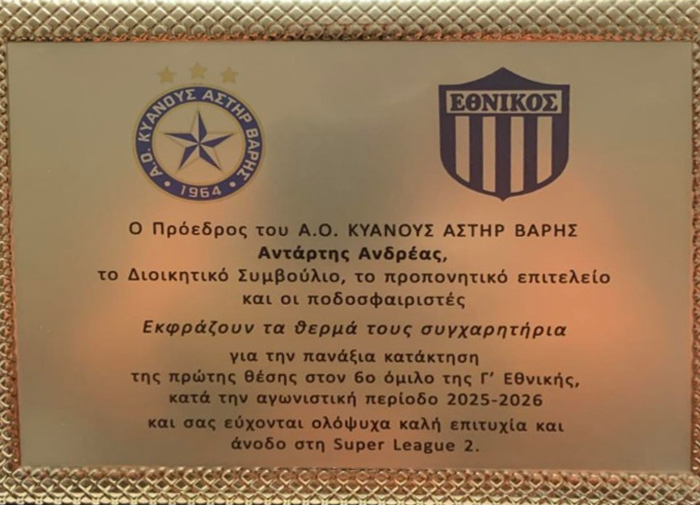 Α.Ο. ΚΥΑΝΟΥΣ ΑΣΤΗΡ ΒΑΡΗΣ
• 1964 •
ΕΘΝΙΚΟΣ
Ο Πρόεδρος του Α.Ο. ΚΥΑΝΟΥΣ ΑΣΤΗΡ ΒΑΡΗΣ
Αντάρτης Ανδρέας,
το Διοικητικό Συμβούλιο, το προπονητικό επιτελείο
και οι ποδοσφαιριστές
Εκφράζουν τα θερμά τους συγχαρητήρια
για την πανάξια κατάκτηση
της πρώτης θέσης στον 6ο όμιλο της Γ' Εθνικής,
κατά την αγωνιστική περίοδο 2025-2026
και σας εύχονται ολόψυχα καλή επιτυχία και
άνοδο στη Super League 2.